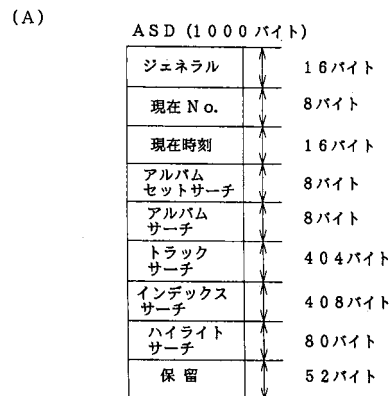 (A)
ASD (1000バイト)
ジェネラル 16バイト
現在No. 8バイト
現在時刻 16バイト
アルバム
セットサーチ 8バイト
アルバム
サーチ 8バイト
トラック
サーチ 404バイト
インデックス
サーチ 408バイト
ハイライト
サーチ 80バイト
保留 52バイト